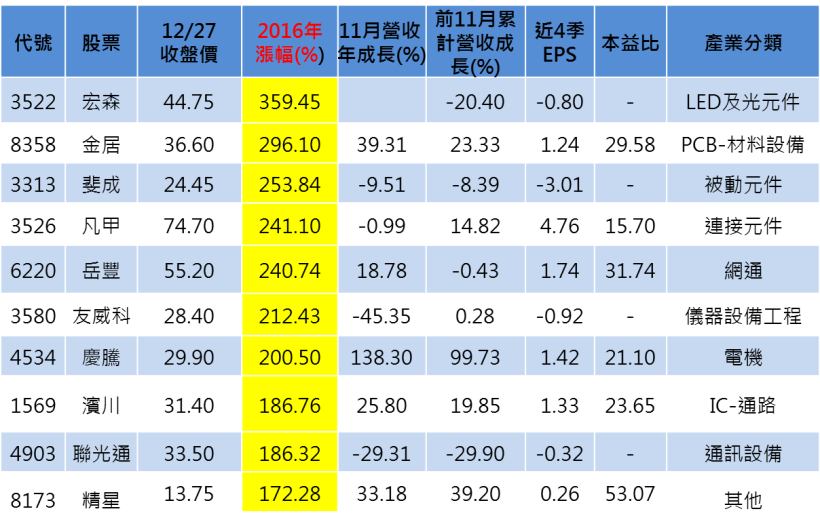 代號 股票 12/27收盤價 2016年漲幅(%) 11月營收年成長(%) 前11月累計營收成長(%) 近4季EPS 本益比 產業分類
3522 宏森 44.75 359.45 -20.40 -0.80 - LED及光元件
8358 金居 36.60 296.10 39.31 23.33 1.24 29.58 PCB-材料設備
3313 斐成 24.45 253.84 -9.51 -8.39 -3.01 - 被動元件
3526 凡甲 74.70 241.10 -0.99 14.82 4.76 15.70 連接元件
6220 岳豐 55.20 240.74 18.78 -0.43 1.74 31.74 網通
3580 友威科 28.40 212.43 -45.35 0.28 -0.92 - 儀器設備工程
4534 慶騰 29.90 200.50 138.30 99.73 1.42 21.10 電機
1569 濱川 31.40 186.76 25.80 19.85 1.33 23.65 IC-通路
4903 聯光通 33.50 186.32 -29.31 -29.90 -0.32 - 通訊設備
8173 精星 13.75 172.28 33.18 39.20 0.26 53.07 其他